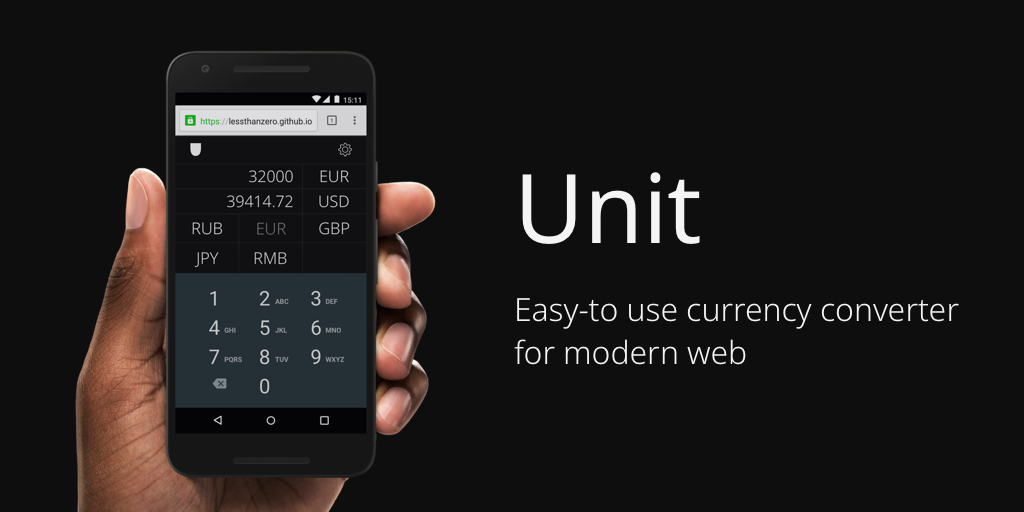 15:11
https://lessthanzero.github.io 1
32000 EUR
39414.72 USD
RUB EUR GBP
JPY RMB
1 2 ABC 3 DEF
4 GHI 5 JKL 6 MNO
7 PQRS 8 TUV 9 WXYZ
0
Unit
Easy-to use currency converter
for modern web